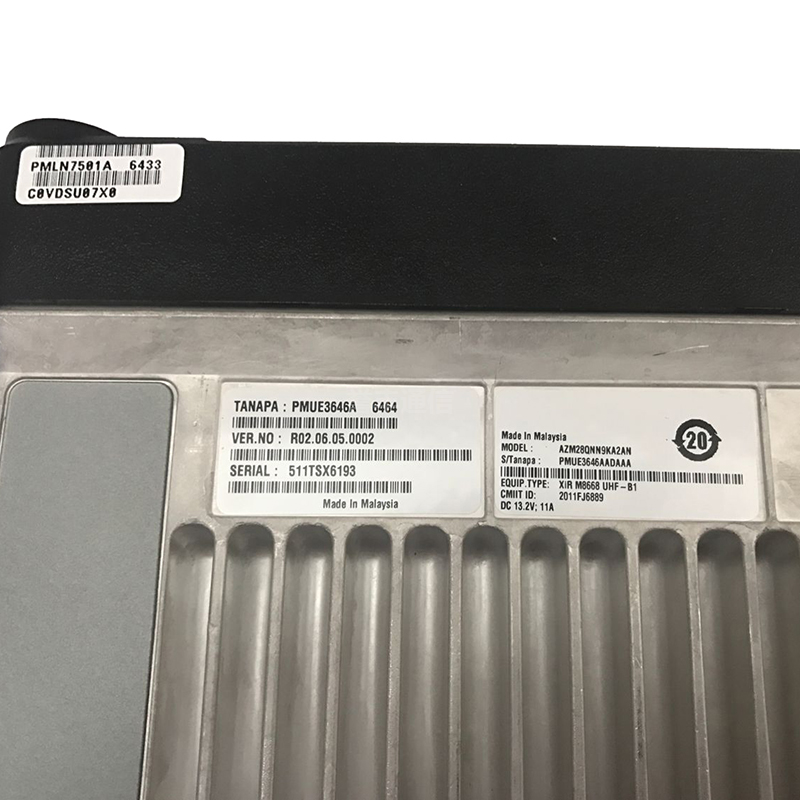 PMLN7501A 6433
C0VDSU07X0
TANAPA : PMUE3646A 6464
VER.NO : R02.06.05.0002
SERIAL : 511TSX6193
Made In Malaysia
Made In Malaysia
MODEL : AZM28QNN9KA2AN
S/Tanapa : PMUE3646AADAAA
EQUIP.TYPE: XiR M8668 UHF-B1
CMIIT ID: 2011FJ6889
DC 13.2V; 11A
20